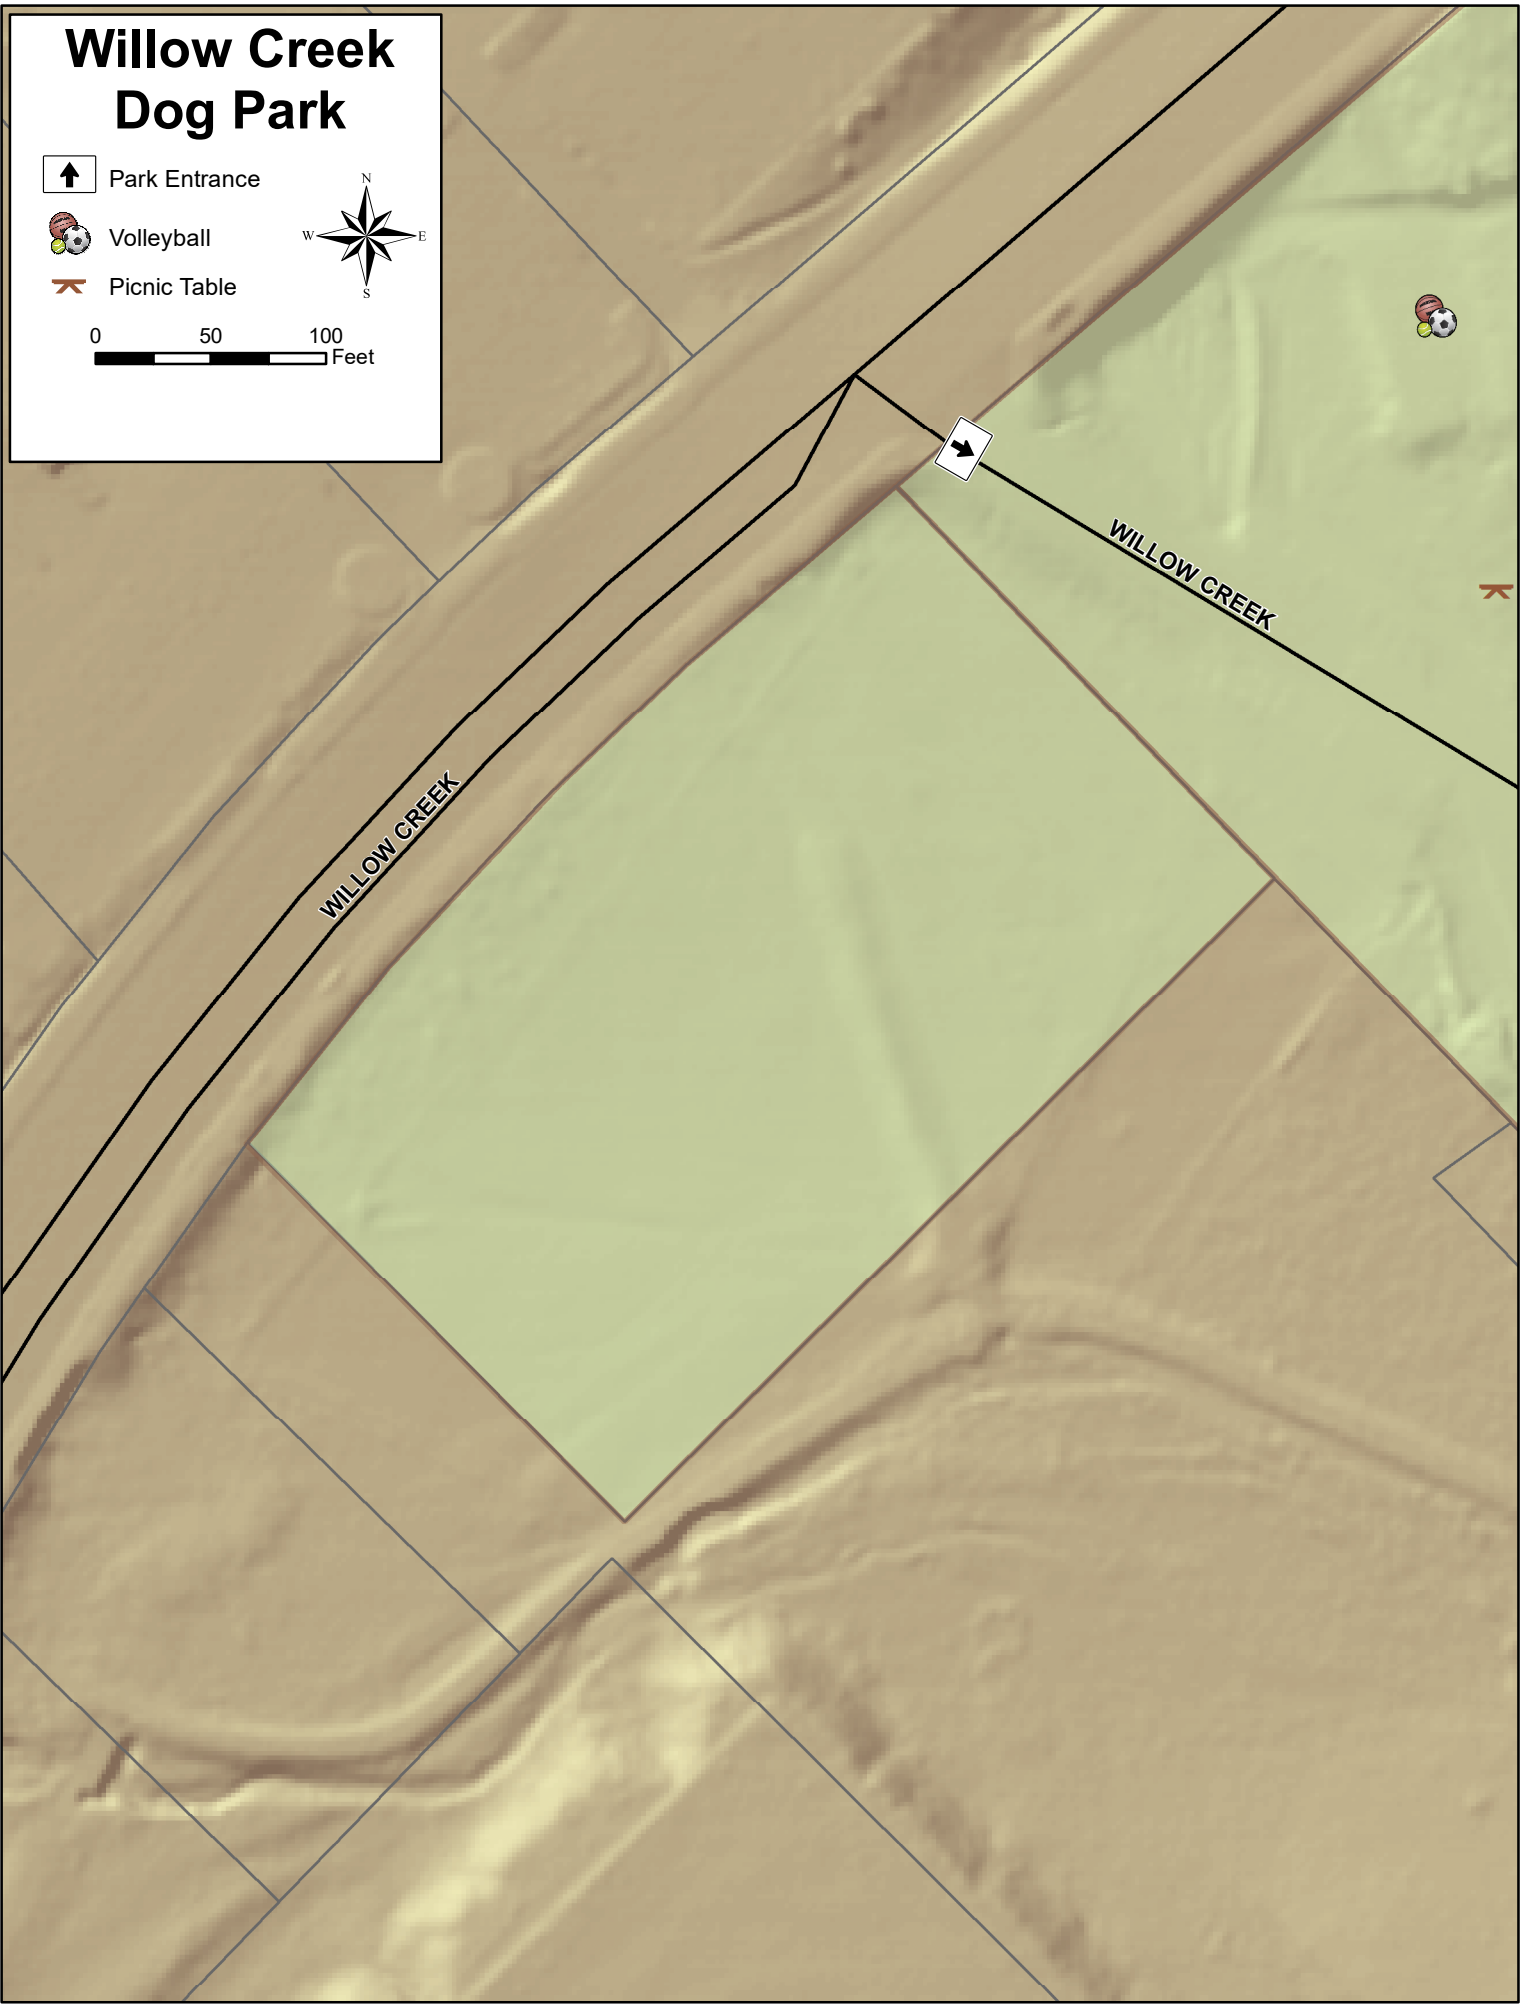 Willow Creek
Dog Park
Park Entrance
Volleyball
Picnic Table
N
W
E
S
0 50 100
Feet
WILLOW CREEK
WILLOW CREEK